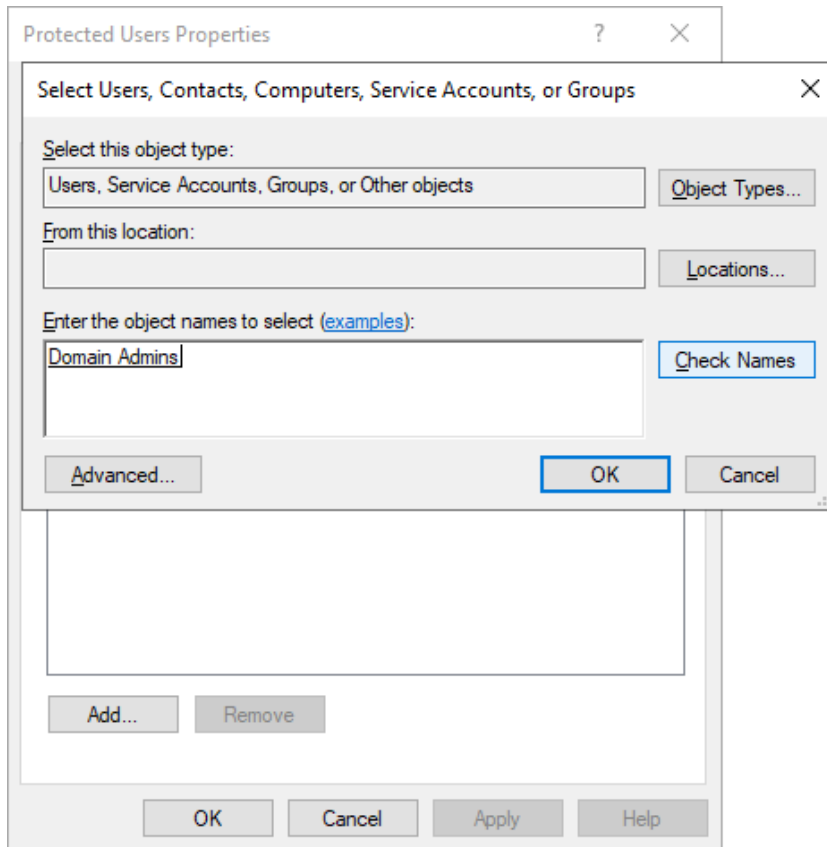 Protected Users Properties
?
Select Users, Contacts, Computers, Service Accounts, or Groups
Select this object type:
Users, Service Accounts, Groups, or Other objects
Object Types...
From this location:
Locations...
Enter the object names to select (examples):
Domain Admins
Check Names
Advanced...
OK
Cancel
Add...
Remove
OK
Cancel
Apply
Help